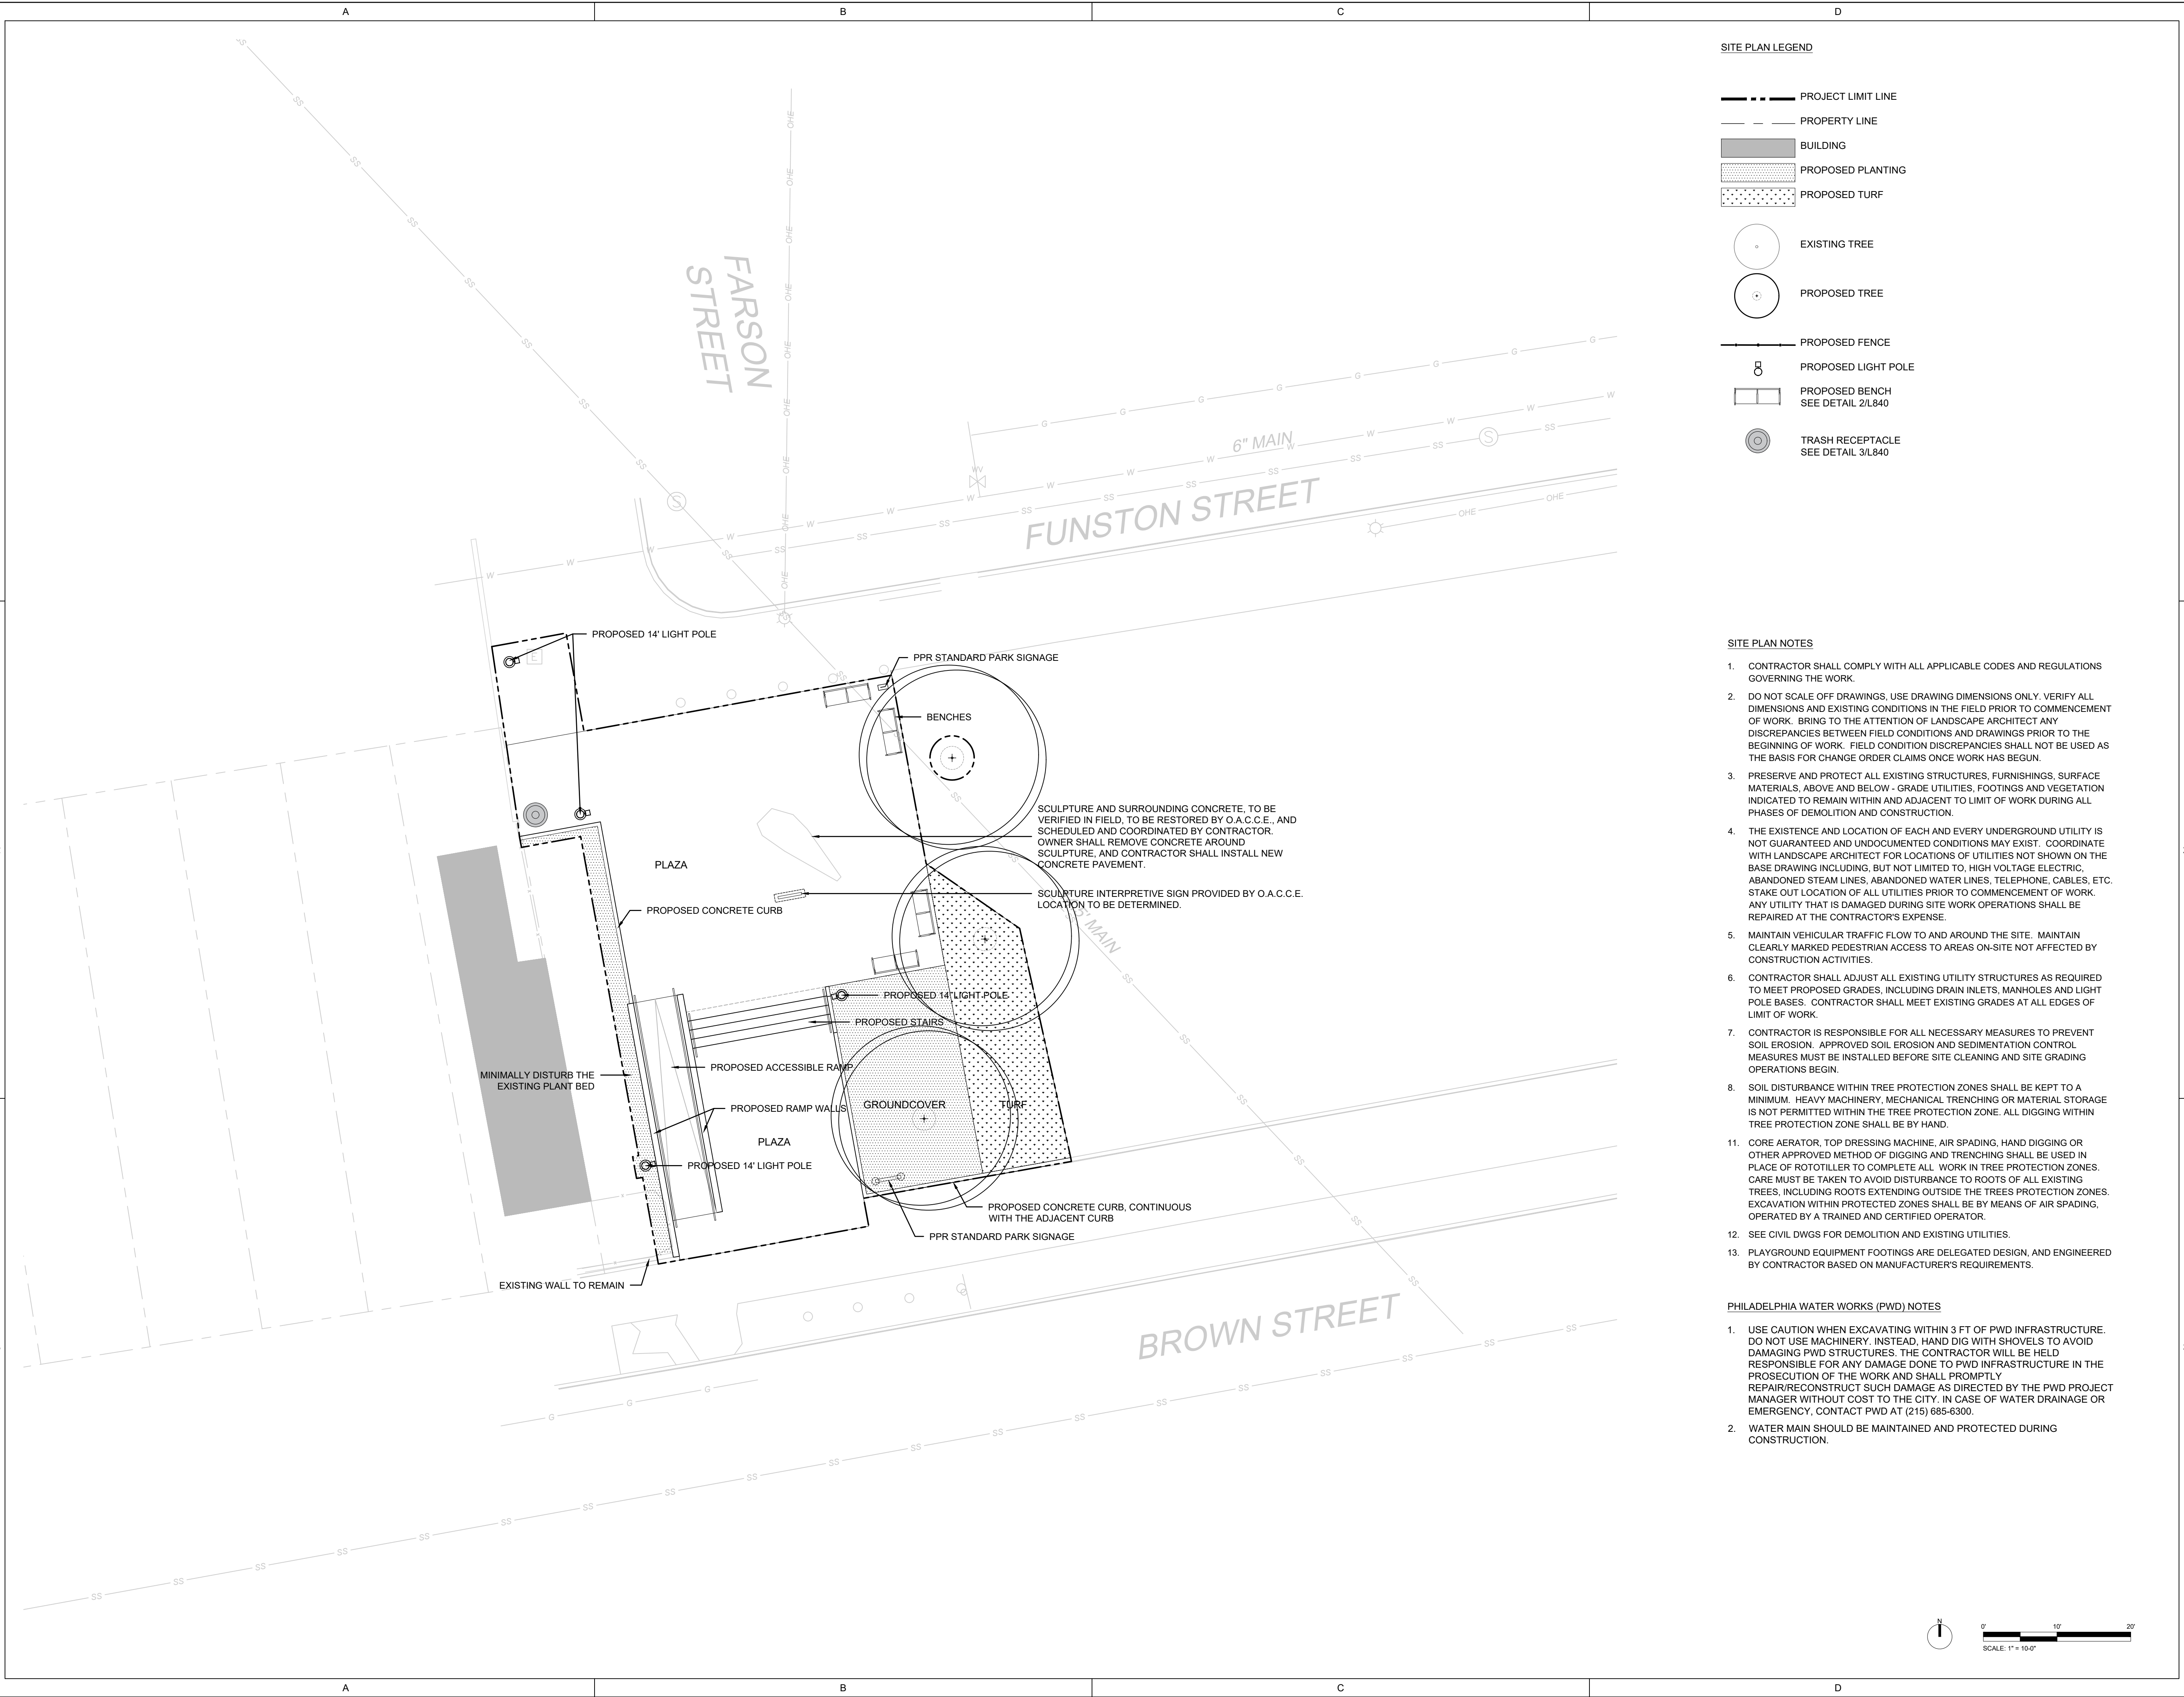 A
B
C
D
SITE PLAN LEGEND
PROJECT LIMIT LINE
PROPERTY LINE
BUILDING
PROPOSED PLANTING
PROPOSED TURF
EXISTING TREE
PROPOSED TREE
PROPOSED FENCE
PROPOSED LIGHT POLE
PROPOSED BENCH
SEE DETAIL 2/L840
TRASH RECEPTACLE
SEE DETAIL 3/L840
FARSON
STREET
6" MAIN
FUNSTON STREET
WV
S
S
E
SS
OHE
G
W
PROPOSED 14' LIGHT POLE
PPR STANDARD PARK SIGNAGE
BENCHES
SCULPTURE AND SURROUNDING CONCRETE, TO BE
VERIFIED IN FIELD, TO BE RESTORED BY O.A.C.C.E., AND
SCHEDULED AND COORDINATED BY CONTRACTOR.
OWNER SHALL REMOVE CONCRETE AROUND
SCULPTURE, AND CONTRACTOR SHALL INSTALL NEW
CONCRETE PAVEMENT.
PLAZA
SCULPTURE INTERPRETIVE SIGN PROVIDED BY O.A.C.C.E.
LOCATION TO BE DETERMINED.
MAIN
PROPOSED CONCRETE CURB
PROPOSED 14' LIGHT POLE
PROPOSED STAIRS
PROPOSED ACCESSIBLE RAMP
MINIMALLY DISTURB THE
EXISTING PLANT BED
PROPOSED RAMP WALLS
GROUNDCOVER
TURF
PLAZA
PROPOSED 14' LIGHT POLE
PROPOSED CONCRETE CURB, CONTINUOUS
WITH THE ADJACENT CURB
PPR STANDARD PARK SIGNAGE
EXISTING WALL TO REMAIN
BROWN STREET
SITE PLAN NOTES
1. CONTRACTOR SHALL COMPLY WITH ALL APPLICABLE CODES AND REGULATIONS
GOVERNING THE WORK.
2. DO NOT SCALE OFF DRAWINGS, USE DRAWING DIMENSIONS ONLY. VERIFY ALL
DIMENSIONS AND EXISTING CONDITIONS IN THE FIELD PRIOR TO COMMENCEMENT
OF WORK. BRING TO THE ATTENTION OF LANDSCAPE ARCHITECT ANY
DISCREPANCIES BETWEEN FIELD CONDITIONS AND DRAWINGS PRIOR TO THE
BEGINNING OF WORK. FIELD CONDITION DISCREPANCIES SHALL NOT BE USED AS
THE BASIS FOR CHANGE ORDER CLAIMS ONCE WORK HAS BEGUN.
3. PRESERVE AND PROTECT ALL EXISTING STRUCTURES, FURNISHINGS, SURFACE
MATERIALS, ABOVE AND BELOW - GRADE UTILITIES, FOOTINGS AND VEGETATION
INDICATED TO REMAIN WITHIN AND ADJACENT TO LIMIT OF WORK DURING ALL
PHASES OF DEMOLITION AND CONSTRUCTION.
4. THE EXISTENCE AND LOCATION OF EACH AND EVERY UNDERGROUND UTILITY IS
NOT GUARANTEED AND UNDOCUMENTED CONDITIONS MAY EXIST. COORDINATE
WITH LANDSCAPE ARCHITECT FOR LOCATIONS OF UTILITIES NOT SHOWN ON THE
BASE DRAWING INCLUDING, BUT NOT LIMITED TO, HIGH VOLTAGE ELECTRIC,
ABANDONED STEAM LINES, ABANDONED WATER LINES, TELEPHONE, CABLES, ETC.
STAKE OUT LOCATION OF ALL UTILITIES PRIOR TO COMMENCEMENT OF WORK.
ANY UTILITY THAT IS DAMAGED DURING SITE WORK OPERATIONS SHALL BE
REPAIRED AT THE CONTRACTOR'S EXPENSE.
5. MAINTAIN VEHICULAR TRAFFIC FLOW TO AND AROUND THE SITE. MAINTAIN
CLEARLY MARKED PEDESTRIAN ACCESS TO AREAS ON-SITE NOT AFFECTED BY
CONSTRUCTION ACTIVITIES.
6. CONTRACTOR SHALL ADJUST ALL EXISTING UTILITY STRUCTURES AS REQUIRED
TO MEET PROPOSED GRADES, INCLUDING DRAIN INLETS, MANHOLES AND LIGHT
POLE BASES. CONTRACTOR SHALL MEET EXISTING GRADES AT ALL EDGES OF
LIMIT OF WORK.
7. CONTRACTOR IS RESPONSIBLE FOR ALL NECESSARY MEASURES TO PREVENT
SOIL EROSION. APPROVED SOIL EROSION AND SEDIMENTATION CONTROL
MEASURES MUST BE INSTALLED BEFORE SITE CLEANING AND SITE GRADING
OPERATIONS BEGIN.
8. SOIL DISTURBANCE WITHIN TREE PROTECTION ZONES SHALL BE KEPT TO A
MINIMUM. HEAVY MACHINERY, MECHANICAL TRENCHING OR MATERIAL STORAGE
IS NOT PERMITTED WITHIN THE TREE PROTECTION ZONE. ALL DIGGING WITHIN
TREE PROTECTION ZONE SHALL BE BY HAND.
11. CORE AERATOR, TOP DRESSING MACHINE, AIR SPADING, HAND DIGGING OR
OTHER APPROVED METHOD OF DIGGING AND TRENCHING SHALL BE USED IN
PLACE OF ROTOTILLER TO COMPLETE ALL WORK IN TREE PROTECTION ZONES.
CARE MUST BE TAKEN TO AVOID DISTURBANCE TO ROOTS OF ALL EXISTING
TREES, INCLUDING ROOTS EXTENDING OUTSIDE THE TREES PROTECTION ZONES.
EXCAVATION WITHIN PROTECTED ZONES SHALL BE BY MEANS OF AIR SPADING,
OPERATED BY A TRAINED AND CERTIFIED OPERATOR.
12. SEE CIVIL DWGS FOR DEMOLITION AND EXISTING UTILITIES.
13. PLAYGROUND EQUIPMENT FOOTINGS ARE DELEGATED DESIGN, AND ENGINEERED
BY CONTRACTOR BASED ON MANUFACTURER'S REQUIREMENTS.
PHILADELPHIA WATER WORKS (PWD) NOTES
1. USE CAUTION WHEN EXCAVATING WITHIN 3 FT OF PWD INFRASTRUCTURE.
DO NOT USE MACHINERY. INSTEAD, HAND DIG WITH SHOVELS TO AVOID
DAMAGING PWD STRUCTURES. THE CONTRACTOR WILL BE HELD
RESPONSIBLE FOR ANY DAMAGE DONE TO PWD INFRASTRUCTURE IN THE
PROSECUTION OF THE WORK AND SHALL PROMPTLY
REPAIR/RECONSTRUCT SUCH DAMAGE AS DIRECTED BY THE PWD PROJECT
MANAGER WITHOUT COST TO THE CITY. IN CASE OF WATER DRAINAGE OR
EMERGENCY, CONTACT PWD AT (215) 685-6300.
2. WATER MAIN SHOULD BE MAINTAINED AND PROTECTED DURING
CONSTRUCTION.
N
0' 10' 20'
SCALE: 1" = 10-0"
A
B
C
D